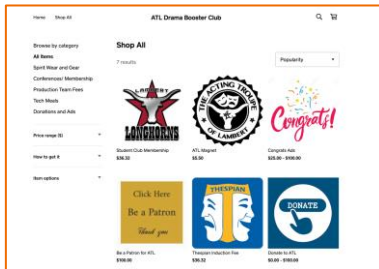 Home Shop All ATL Drama Booster Club
Browse by category
All Items
Spirit Wear and Gear
Conferences/ Membership
Production Team Fees
Tech Meals
Donations and Ads
Price range ($)
How to get it
Item options
Shop All
7 results
Popularity
LAMBERT
LONGHORNS
Student Club Membership
$36.32
THE ACTING TROUPE
OF LAMBERT
ATL Magnet
$5.50
Congrats!
Congrats Ads
$25.00 - $100.00
Click Here
Be a Patron
Thank you
Be a Patron for ATL
$100.00
THESPIAN
Thespian Induction Fee
$36.32
DONATE
Donate to ATL